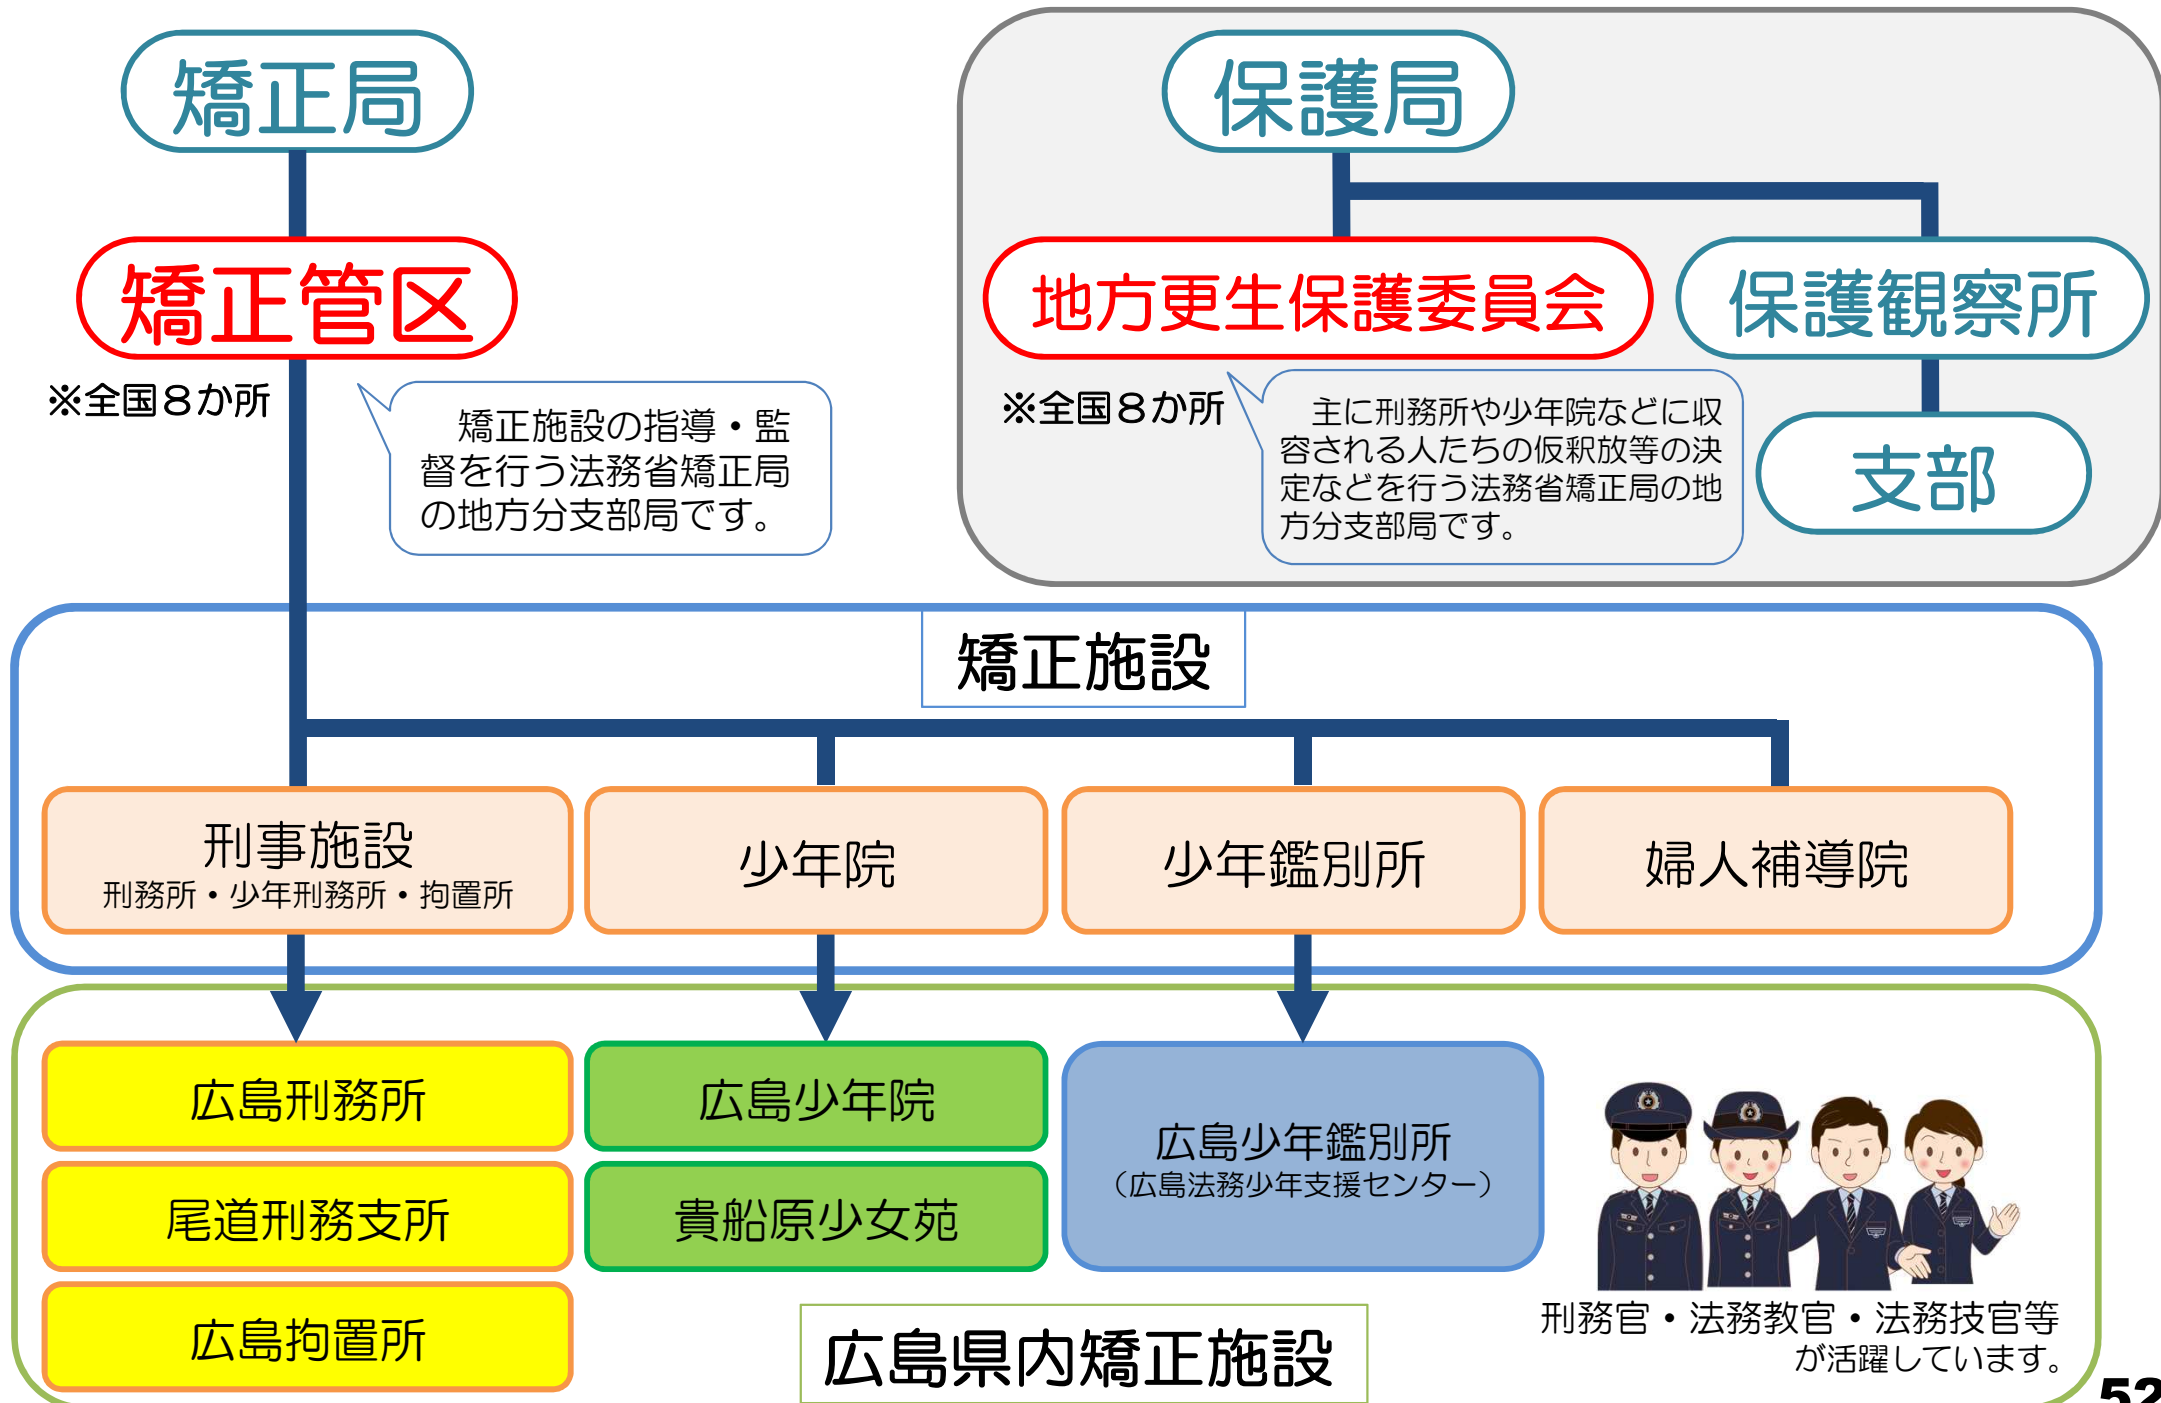 矯正局
保護局
矯正管区
地方更生保護委員会
保護観察所
※全国８か所
矯正施設の指導・監
督を行う法務省矯正局
の地方分支部局です。
※全国８か所
主に刑務所や少年院などに収
容される人たちの仮釈放等の決
定などを行う法務省矯正局の地
方分支部局です。
支部
矯正施設
刑事施設
刑務所・少年刑務所・拘置所
少年院
少年鑑別所
婦人補導院
広島刑務所
尾道刑務支所
広島拘置所
広島少年院
貴船原少女苑
広島少年鑑別所
（広島法務少年支援センター）
刑務官・法務教官・法務技官等
が活躍しています。
広島県内矯正施設
52